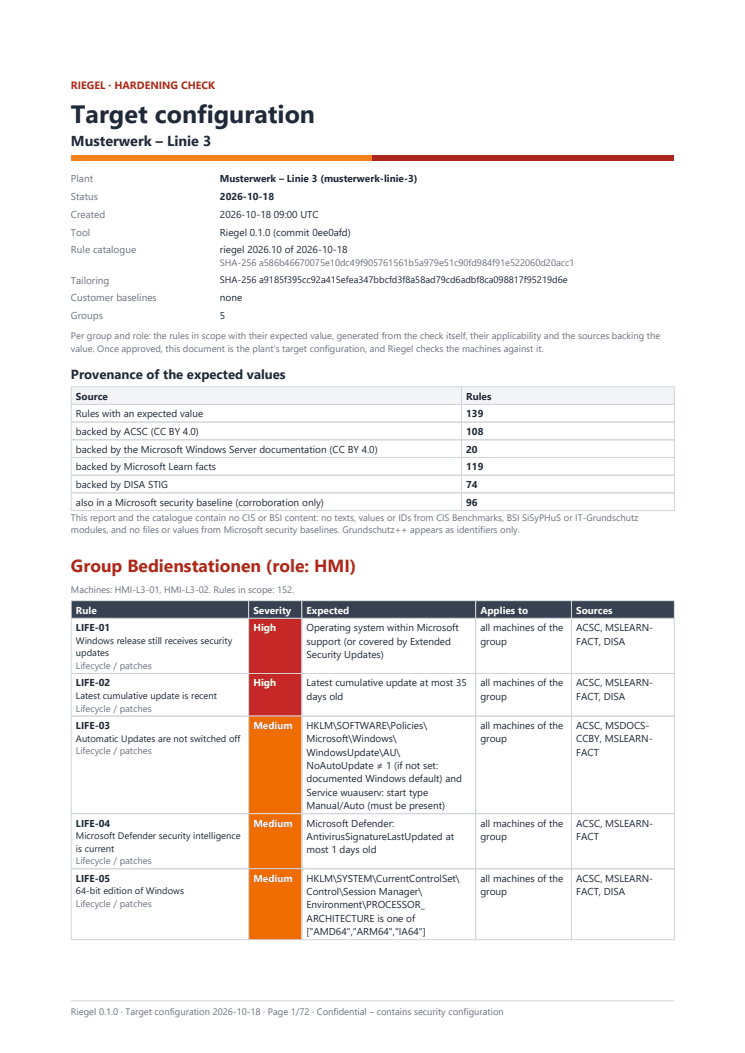 RIEGEL · HARDENING CHECK
Target configuration
Musterwerk – Linie 3
Plant Musterwerk – Linie 3 (musterwerk-linie-3)
Status 2026-10-18
Created 2026-10-18 09:00 UTC
Tool Riegel 0.1.0 (commit 0ee0afd)
Rule catalogue riegel 2026.10 of 2026-10-18
SHA-256 a586b46670075e10dc49f905761561b5a979e51c90fd984f91e522060d20acc1
Tailoring SHA-256 a9185f395cc92a415efea347bbcfd3f8a58ad79cd6adbf8ca098817f95219d6e
Customer baselines none
Groups 5
Per group and role: the rules in scope with their expected value, generated from the check itself, their applicability and the sources backing the
value. Once approved, this document is the plant's target configuration, and Riegel checks the machines against it.
Provenance of the expected values
Source Rules
Rules with an expected value 139
backed by ACSC (CC BY 4.0) 108
backed by the Microsoft Windows Server documentation (CC BY 4.0) 20
backed by Microsoft Learn facts 119
backed by DISA STIG 74
also in a Microsoft security baseline (corroboration only) 96
This report and the catalogue contain no CIS or BSI content: no texts, values or IDs from CIS Benchmarks, BSI SiSyPHuS or IT-Grundschutz
modules, and no files or values from Microsoft security baselines. Grundschutz++ appears as identifiers only.
Group Bedienstationen (role: HMI)
Machines: HMI-L3-01, HMI-L3-02. Rules in scope: 152.
Rule Severity Expected Applies to Sources
LIFE-01
Windows release still receives security
updates
Lifecycle / patches
High
Operating system within Microsoft
support (or covered by Extended
Security Updates)
all machines of the
group
ACSC, MSLEARN-
FACT, DISA
LIFE-02
Latest cumulative update is recent
Lifecycle / patches
High
Latest cumulative update at most 35
days old
all machines of the
group
ACSC, MSLEARN-
FACT, DISA
LIFE-03
Automatic Updates are not switched off
Lifecycle / patches
Medium
HKLM\SOFTWARE\Policies\
Microsoft\Windows\
WindowsUpdate\AU\
NoAutoUpdate ≠ 1 (if not set:
documented Windows default) and
Service wuauserv: start type
Manual/Auto (must be present)
all machines of the
group
ACSC, MSDOCS-
CCBY, MSLEARN-
FACT
LIFE-04
Microsoft Defender security intelligence
is current
Lifecycle / patches
Medium
Microsoft Defender:
AntivirusSignatureLastUpdated at
most 1 days old
all machines of the
group
ACSC, MSLEARN-
FACT
LIFE-05
64-bit edition of Windows
Lifecycle / patches
Medium
HKLM\SYSTEM\CurrentControlSet\
Control\Session Manager\
Environment\PROCESSOR_
ARCHITECTURE is one of
["AMD64","ARM64","IA64"]
all machines of the
group
ACSC, MSLEARN-
FACT, DISA
Riegel 0.1.0 · Target configuration 2026-10-18 · Page 1/72 · Confidential – contains security configuration